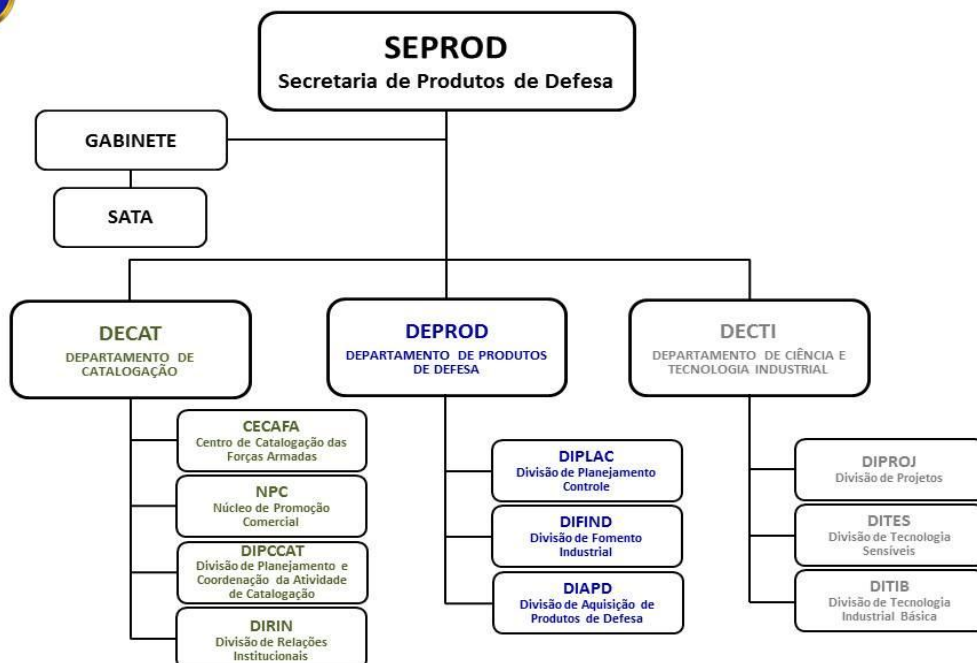 SEPROD
Secretaria de Produtos de Defesa
GABINETE
SATA
DECAT
DEPARTAMENTO DE
CATALOGAÇÃO
CECAFA
Centro de Catalogação das
Forças Armadas
NPC
Núcleo de Promoção
Comercial
DIPCCAT
Divisão de Planejamento e
Coordenação da Atividade
de Catalogação
DIRIN
Divisão de Relações
Institucionais
DEPROD
DEPARTAMENTO DE PRODUTOS
DE DEFESA
DIPLAC
Divisão de Planejamento
Controle
DIFIND
Divisão de Fomento
Industrial
DIAPD
Divisão de Aquisição de
Produtos de Defesa
DECTI
DEPARTAMENTO DE CIÊNCIA E
TECNOLOGIA INDUSTRIAL
DIPROJ
Divisão de Projetos
DITES
Divisão de Tecnologia
Sensíveis
DITIB
Divisão de Tecnologia
Industrial Básica